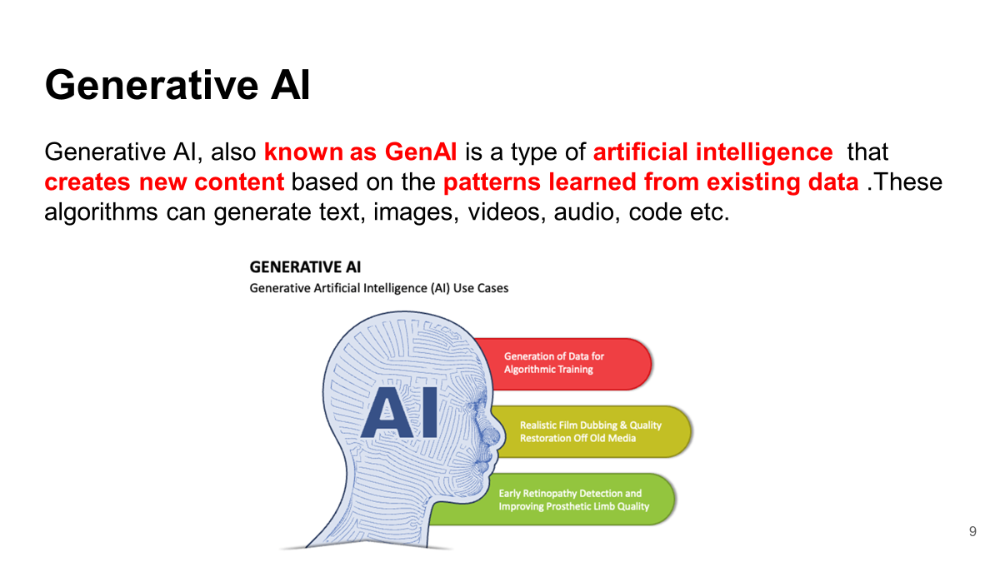 Generative AI
Generative AI, also known as GenAI is a type of artificial intelligence  that
creates new content based on the patterns learned from existing data .These
algorithms can generate text, images, videos, audio, code etc.
GENERATIVE AI
Generative Artificial Intelligence (AI) Use Cases
Generation of Data for
Algorithmic Training
AI
Realistic Film Dubbing & Quality
Restoration Off Old Media
Early Retinopathy Detection and
Improving Prosthetic Limb Quality
9